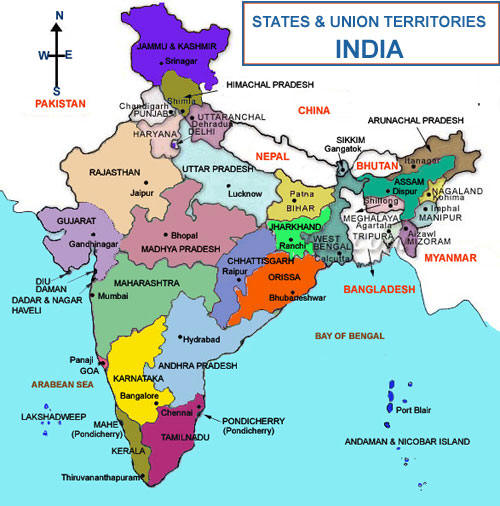 STATES & UNION TERRITORIES
INDIA
N
W
E
S
JAMMU & KASHMIR
Srinagar
HIMACHAL PRADESH
PAKISTAN
Shimla
Chandigarh
PUNJAB
CHINA
UTTARANCHAL
Dehradun
ARUNACHAL PRADESH
HARYANA
DELHI
SIKKIM
Gangatok
NEPAL
BHUTAN
Itanagar
RAJASTHAN
UTTAR PRADESH
ASSAM
Dispur
NAGALAND
Kohima
Jaipur
Lucknow
Patna
BIHAR
Shillong
MEGHALAYA
Imphal
MANIPUR
GUJARAT
Gandhinagar
Bhopal
MADHYA PRADESH
JHARKHAND
Ranchi
WEST
BENGAL
Calcutta
Agartala
TRIPURA
Aizawl
MIZORAM
MYANMAR
CHHATTISGARH
Raipur
DIU
DAMAN
DADAR & NAGAR
HAVELI
MAHARASHTRA
Mumbai
ORISSA
Bhubaneshwar
BANGLADESH
Hydrabad
BAY OF BENGAL
Panaji
GOA
ANDHRA PRADESH
ARABEAN SEA
KARNATAKA
Bangalore
Chennai
Port Blair
LAKSHADWEEP
MAHE
(Pondicherry)
PONDICHERRY
(Pondicherry)
TAMILNADU
ANDAMAN & NICOBAR ISLAND
KERALA
Thiruvananthapuram